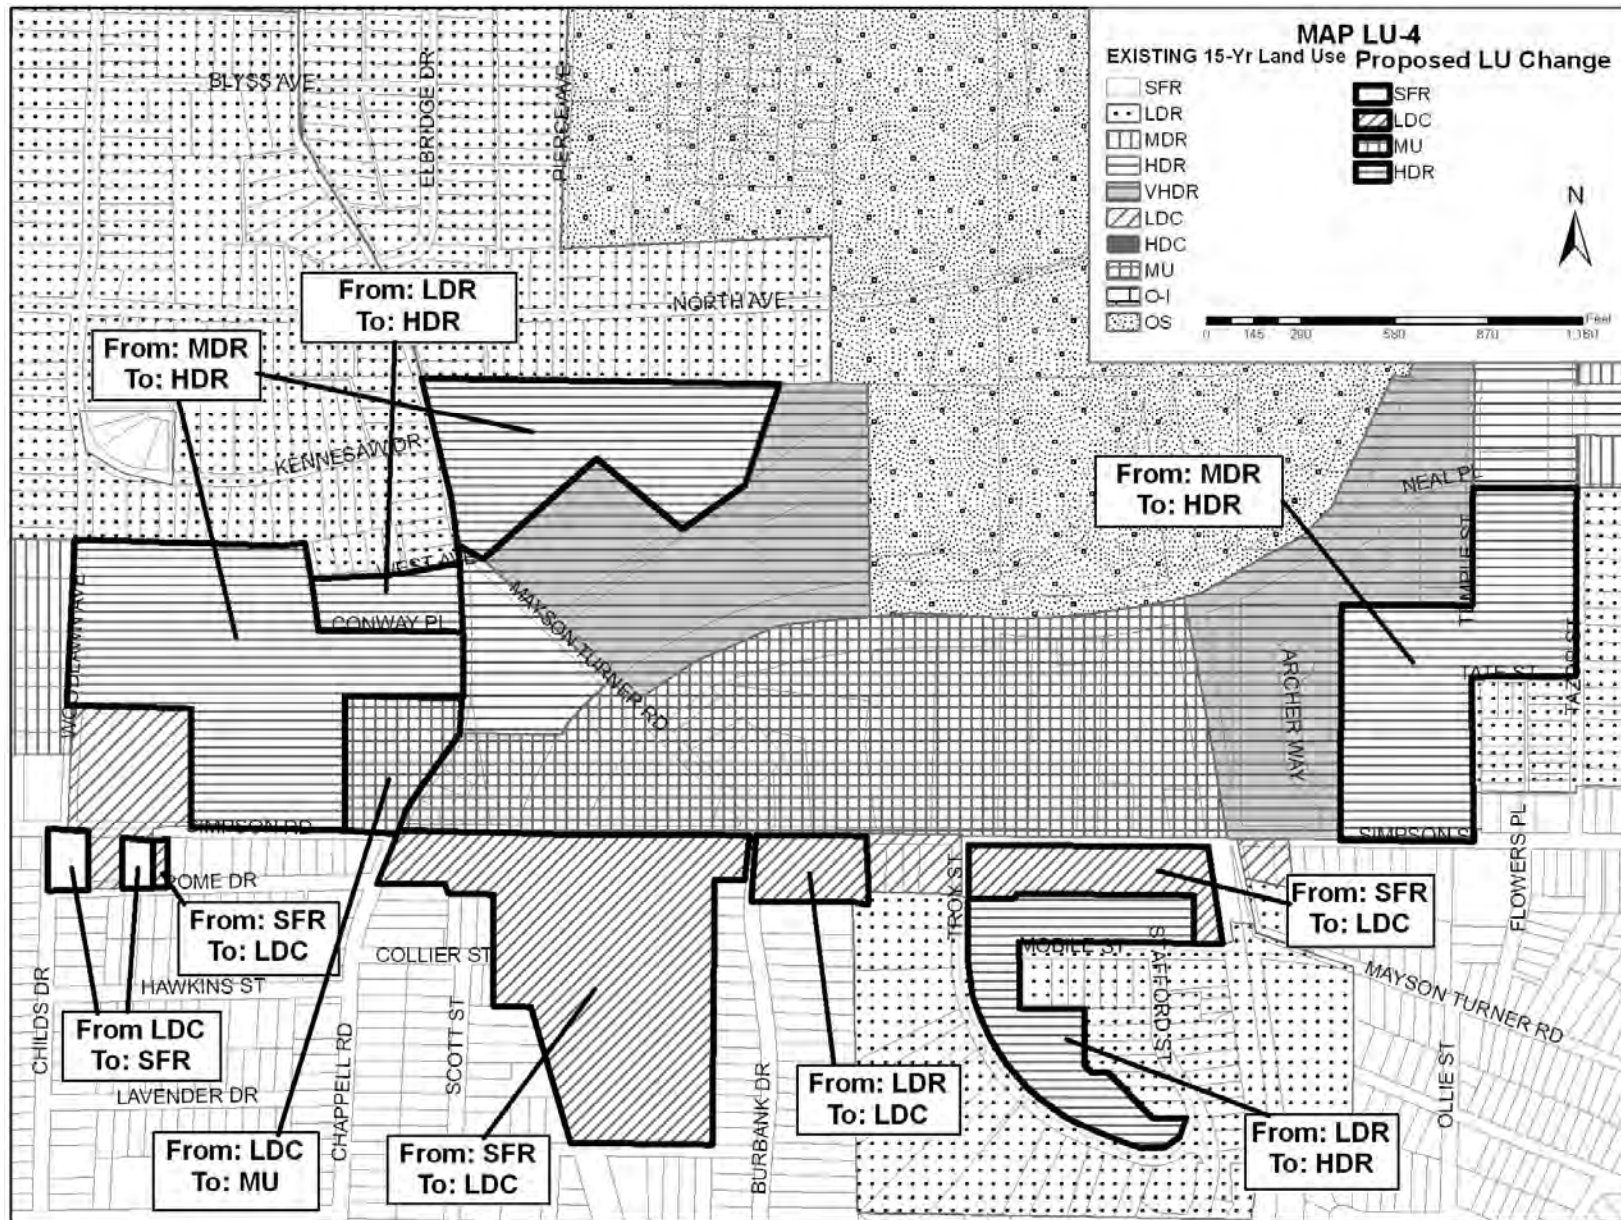 MAP LU-4
EXISTING 15-Yr Land Use
Proposed LU Change
SFR
LDR
MDR
HDR
VHDR
LDC
HDC
MU
O-I
OS
SFR
LDC
MU
HDR
N
Feet
0 145 290 580 870 1,160
BLYSS AVE
ELBRIDGE DR
PIERCE AVE
From: LDR
To: HDR
NORTH AVE
From: MDR
To: HDR
KENNESAW DR
From: MDR
To: HDR
NEAL PL
TEMPLE ST
WEST AVE
MAYSON TURNER RD
CONWAY PL
WOODLAWN AVE
ARCHER WAY
TATE ST
SIMPSON RD
SIMPSON S
FLOWERS PL
TROY ST
ROME DR
From: SFR
To: LDC
From: SFR
To: LDC
COLLIER ST
MOBILE ST
STAFFORD ST
MAYSON TURNER RD
HAWKINS ST
CHILDS DR
From LDC
To: SFR
SCOTT ST
CHAPPELL RD
LAVENDER DR
From: LDR
To: LDC
BURBANK DR
OLLIE ST
From: LDC
To: MU
From: SFR
To: LDC
From: LDR
To: HDR